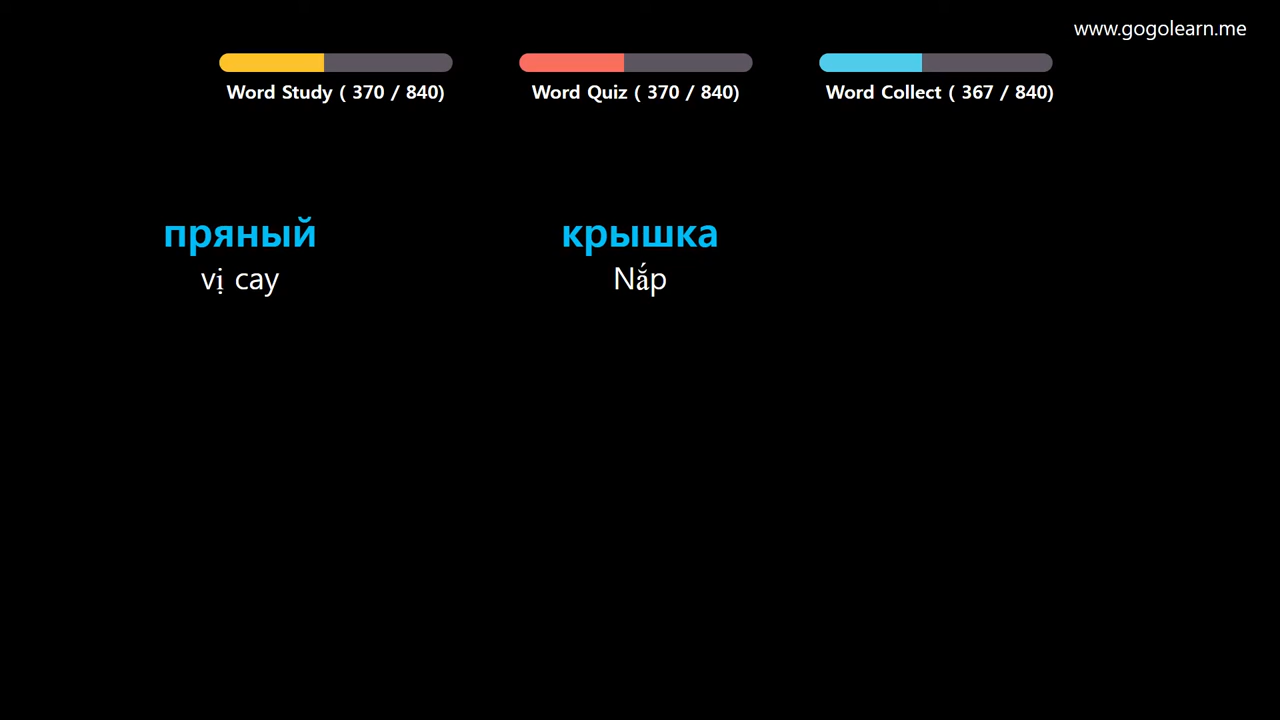 www.gogolearn.me
Word Study ( 370 / 840)
Word Quiz ( 370 / 840)
Word Collect ( 367 / 840)
пряный
vị cay
крышка
Nắp